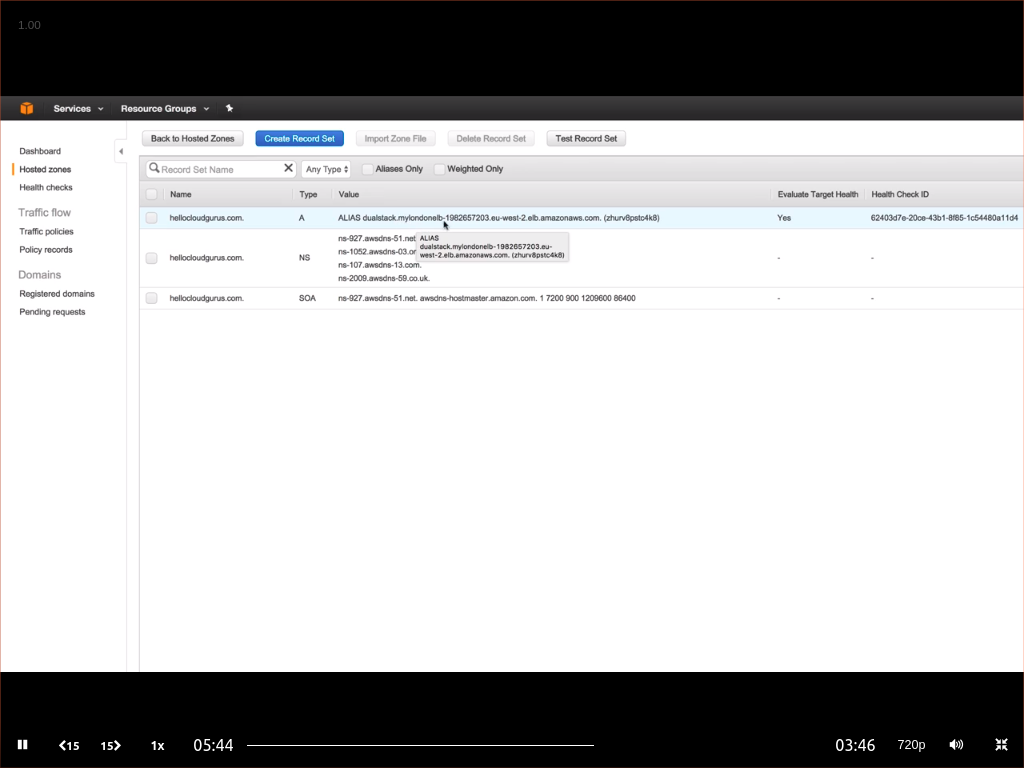 1.00
Services
Resource Groups
Back to Hosted Zones
Create Record Set
Import Zone File
Delete Record Set
Test Record Set
Dashboard
Hosted zones
Health checks
Traffic flow
Traffic policies
Policy records
Domains
Registered domains
Pending requests
Record Set Name
Any Type
Aliases Only
Weighted Only
Name Type Value Evaluate Target Health Health Check ID
hellocloudgurus.com. A ALIAS dualstack.mylondonelb-1982657203.eu-west-2.elb.amazonaws.com. (zhurv8pstc4k8) Yes 62403d7e-20ce-43b1-8f85-1c54480a11d4
ns-927.awsdns-51.net
ns-1052.awsdns-03.or
hellocloudgurus.com. NS - -
ns-107.awsdns-13.com.
ns-2009.awsdns-59.co.uk.
ALIAS
dualstack.mylondonelb-1982657203.eu-
west-2.elb.amazonaws.com. (zhurv8pstc4k8)
hellocloudgurus.com. SOA ns-927.awsdns-51.net. awsdns-hostmaster.amazon.com. 1 7200 900 1209600 86400 - -
15 15 1x 05:44 03:46 720p